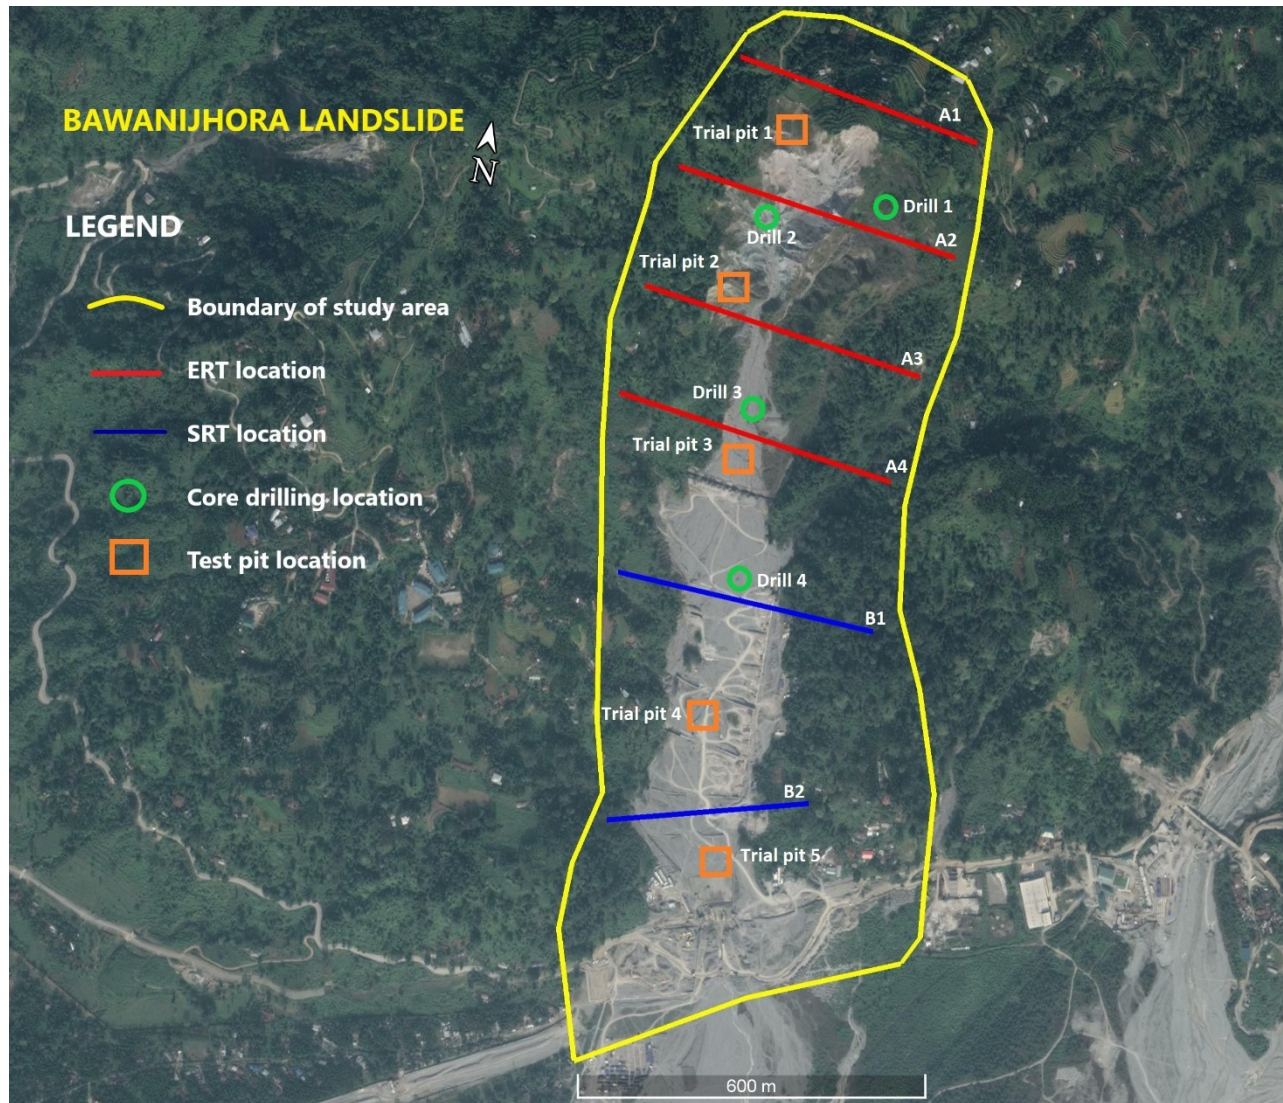 BAWANIJHORA LANDSLIDE
N
LEGEND
Boundary of study area
ERT location
SRT location
Core drilling location
Test pit location
A1
Trial pit 1
Drill 1
Drill 2
A2
Trial pit 2
A3
Drill 3
Trial pit 3
A4
Drill 4
B1
Trial pit 4
B2
Trial pit 5
600 m